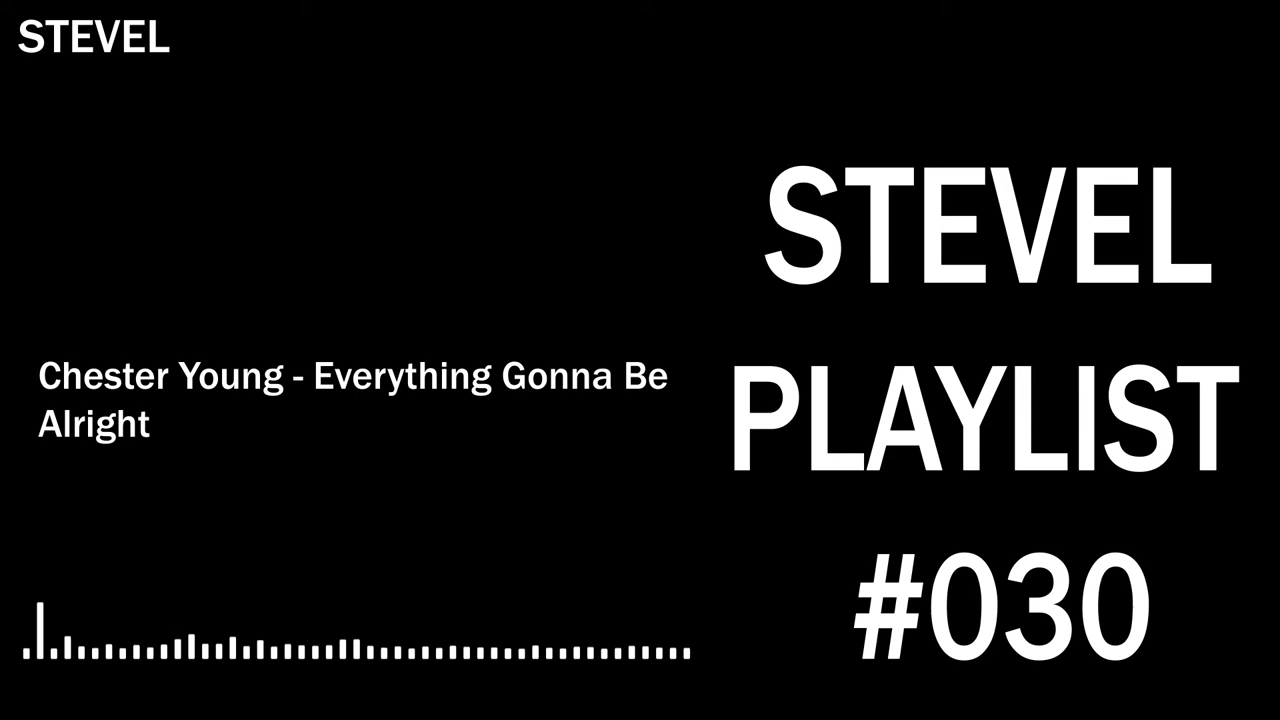 STEVEL
Chester Young - Everything Gonna Be
Alright
STEVEL
PLAYLIST
#030